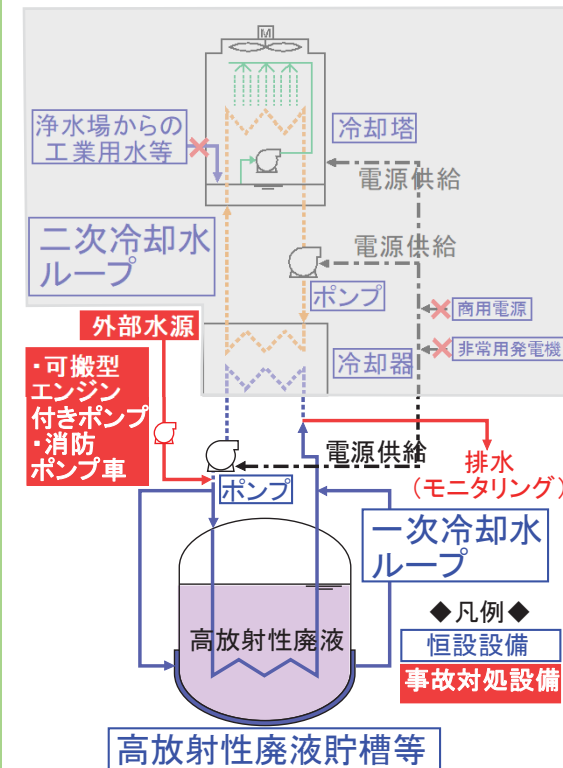 M
浄水場からの
工業用水等
冷却塔
電源供給
二次冷却水
ループ
電源供給
ポンプ
商用電源
外部水源
冷却器
非常用発電機
・可搬型
エンジン
付きポンプ
・消防
ポンプ車
電源供給
排水
(モニタリング)
ポンプ
一次冷却水
ループ
高放射性廃液
◆凡例◆
恒設設備
事故対処設備
高放射性廃液貯槽等